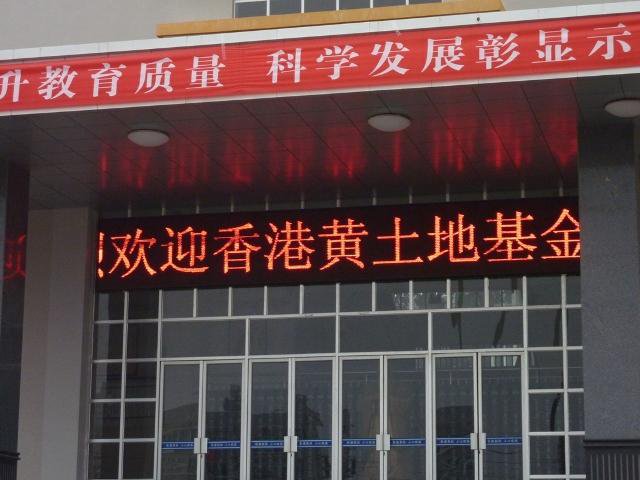 升教育质量 科学发展彰显示
欢迎香港黄土地基金